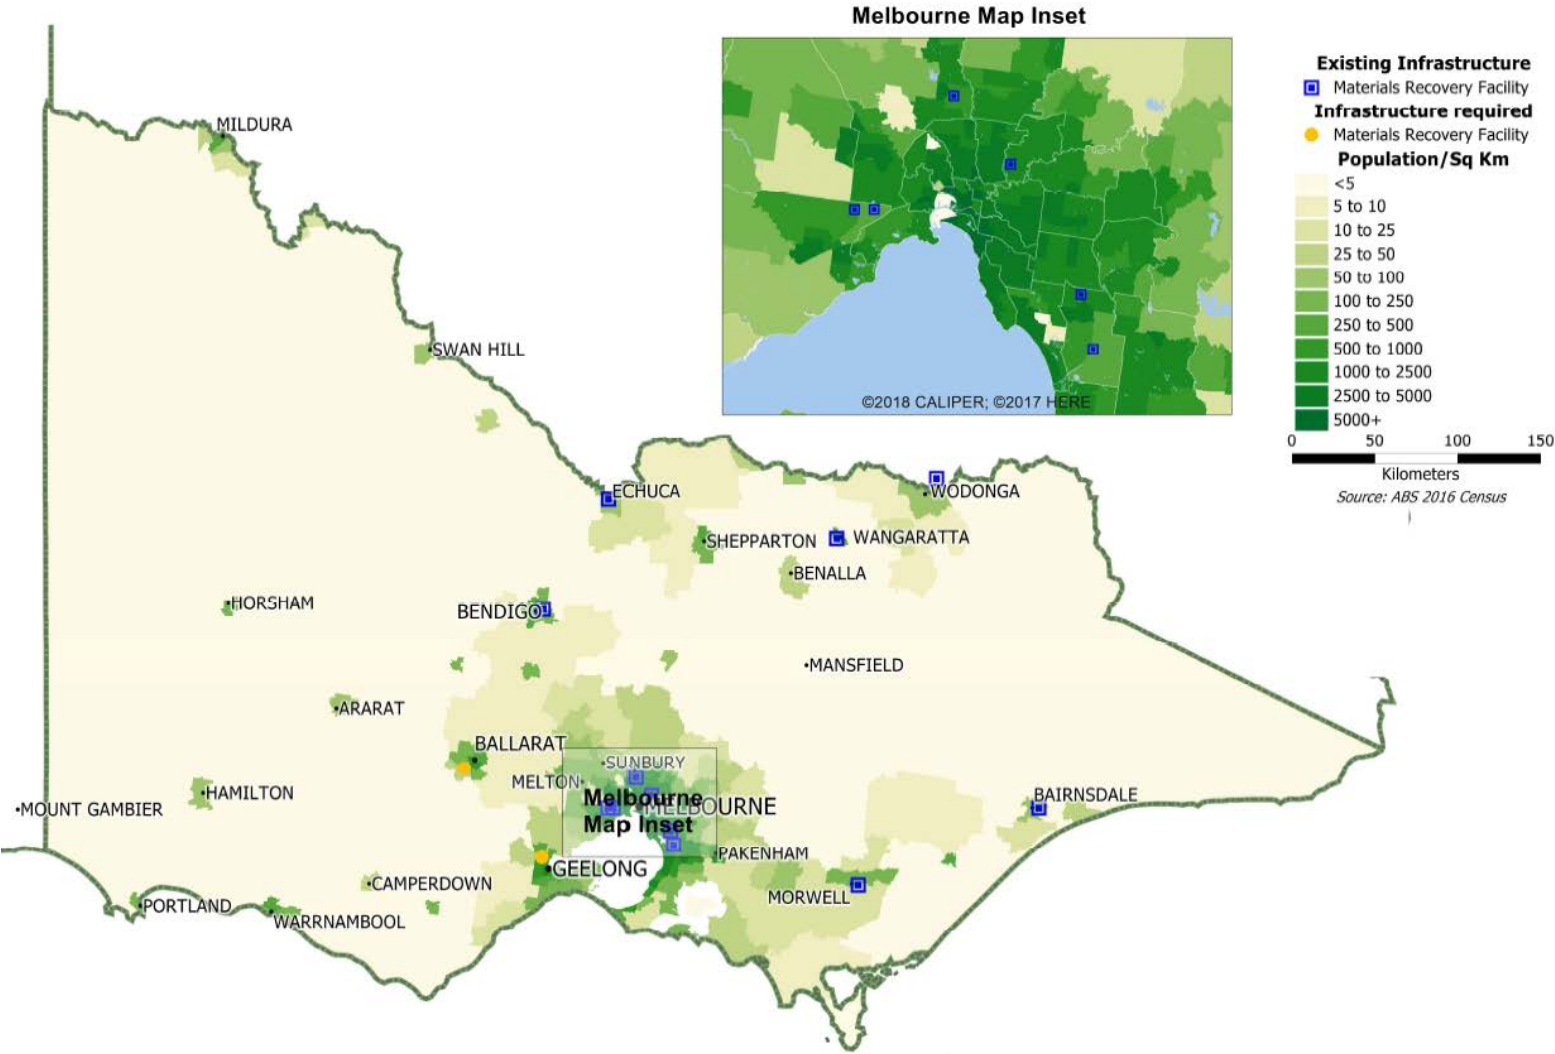 Melbourne Map Inset
Existing Infrastructure
Materials Recovery Facility
Infrastructure required
Materials Recovery Facility
Population/Sq Km
<5
5 to 10
10 to 25
25 to 50
50 to 100
100 to 250
250 to 500
500 to 1000
1000 to 2500
2500 to 5000
5000+
0 50 100 150
Kilometers
Source: ABS 2016 Census
©2018 CALIPER; ©2017 HERE
MILDURA
SWAN HILL
ECHUCA
WODONGA
SHEPPARTON
WANGARATTA
BENALLA
HORSHAM
BENDIGO
MANSFIELD
ARARAT
BALLARAT
SUNBURY
MELTON
HAMILTON
MOUNT GAMBIER
Melbourne
Map Inset
MELBOURNE
BAIRNSDALE
PAKENHAM
GEELONG
CAMPERDOWN
MORWELL
PORTLAND
WARRNAMBOOL